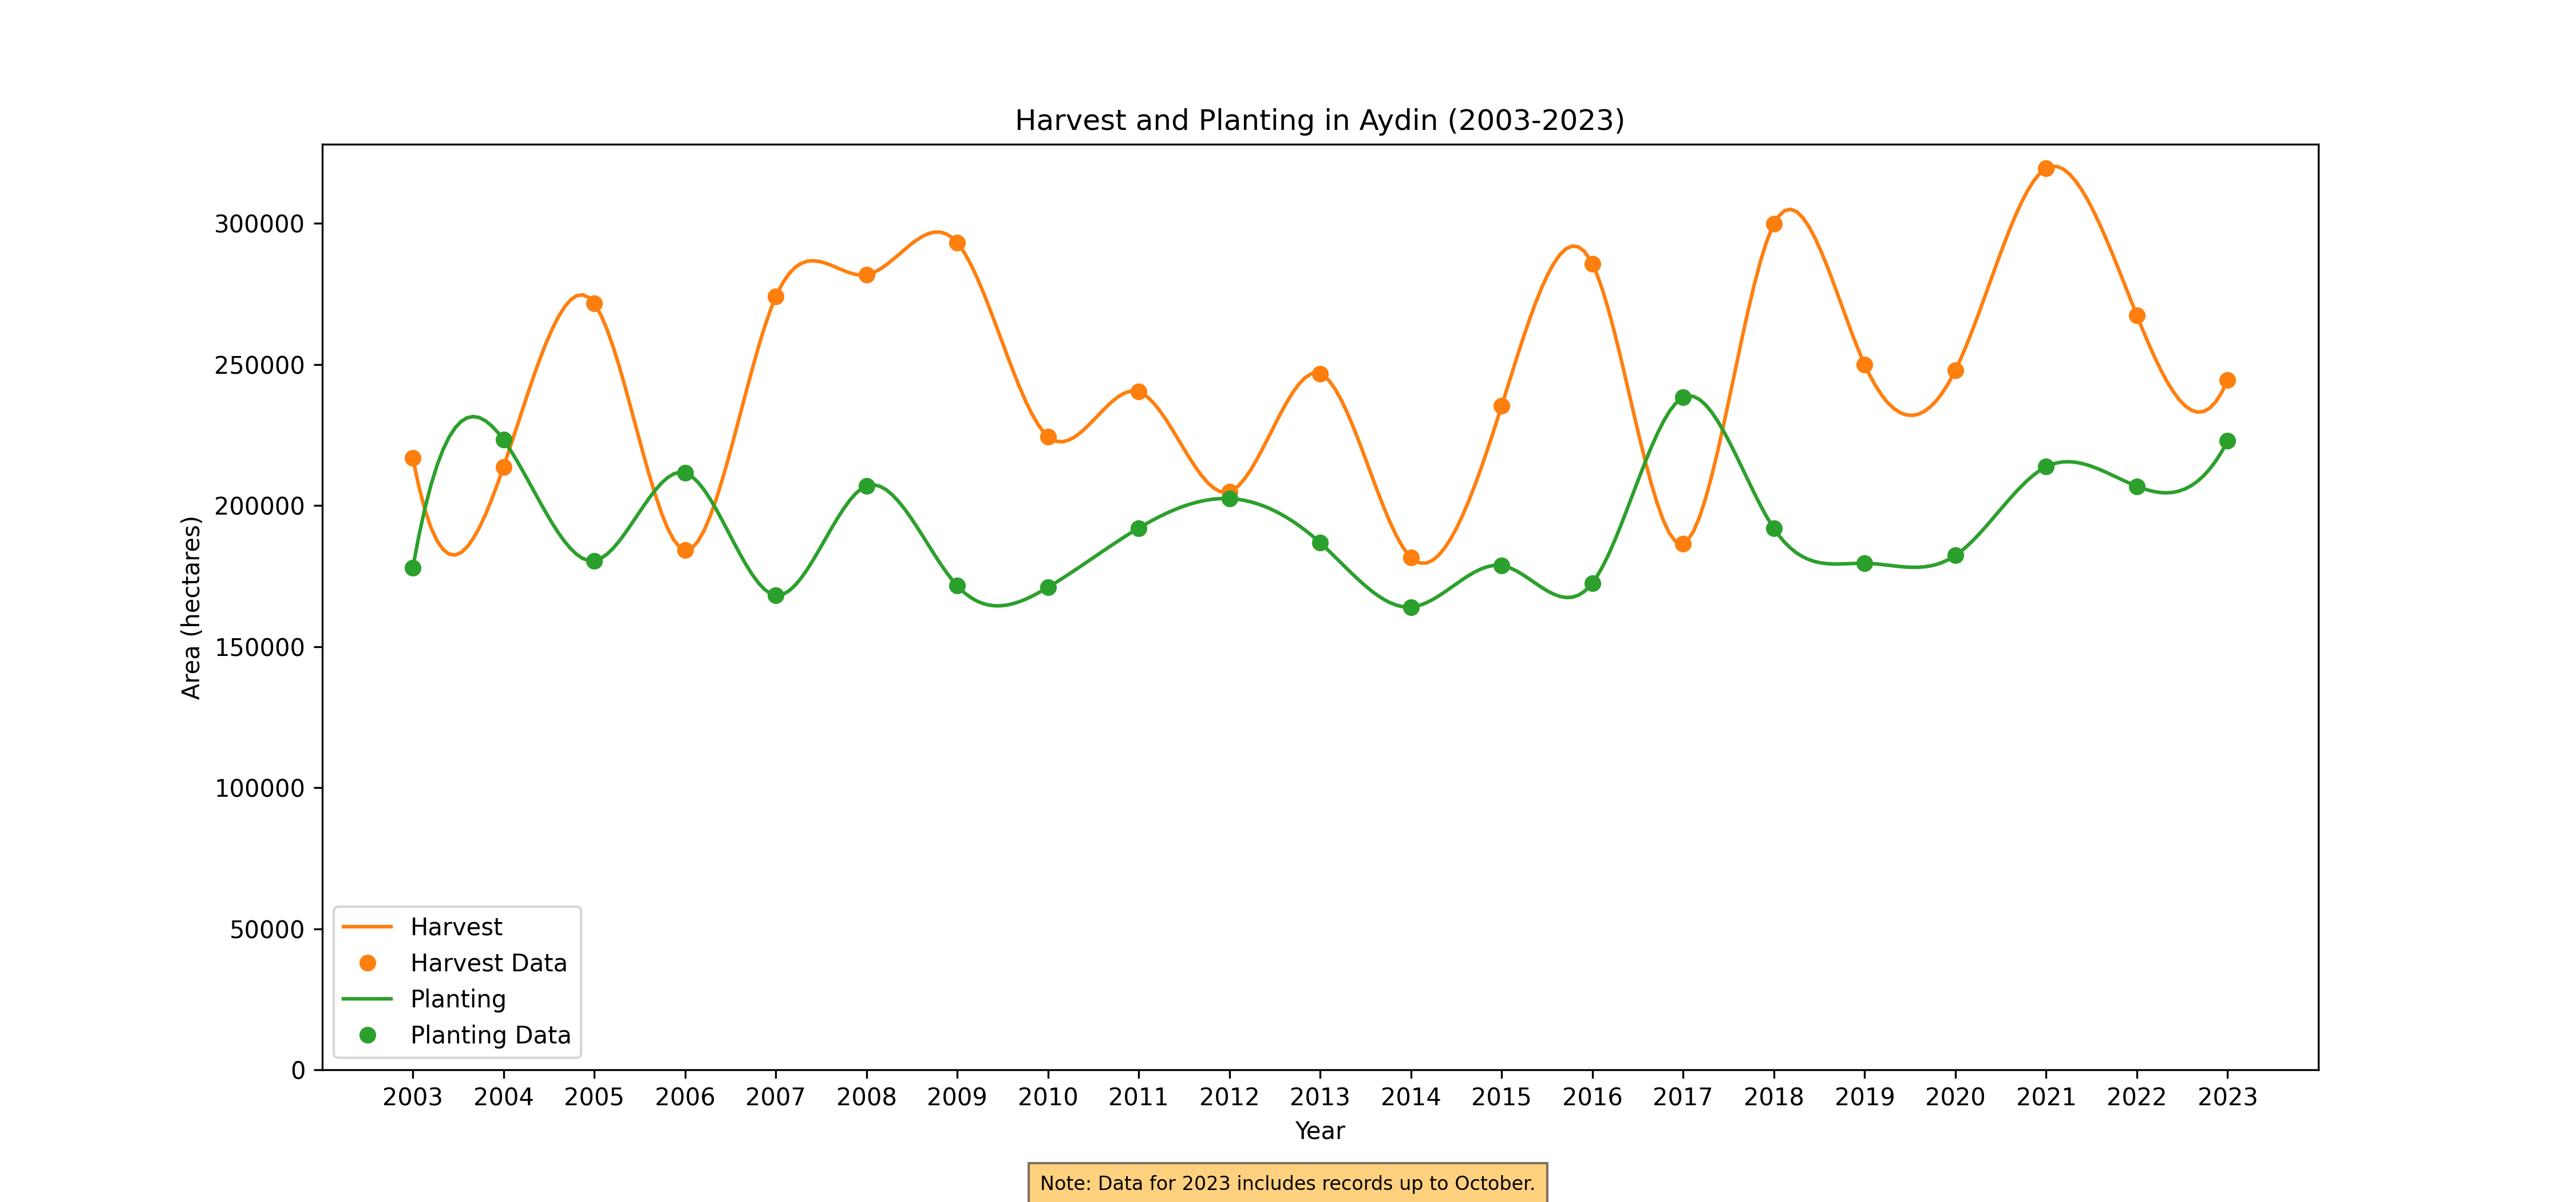 Harvest and Planting in Aydin (2003-2023)
Area (hectares)
300000
250000
200000
150000
100000
50000
0
Harvest
Harvest Data
Planting
Planting Data
2003 2004 2005 2006 2007 2008 2009 2010 2011 2012 2013 2014 2015 2016 2017 2018 2019 2020 2021 2022 2023
Year
Note: Data for 2023 includes records up to October.